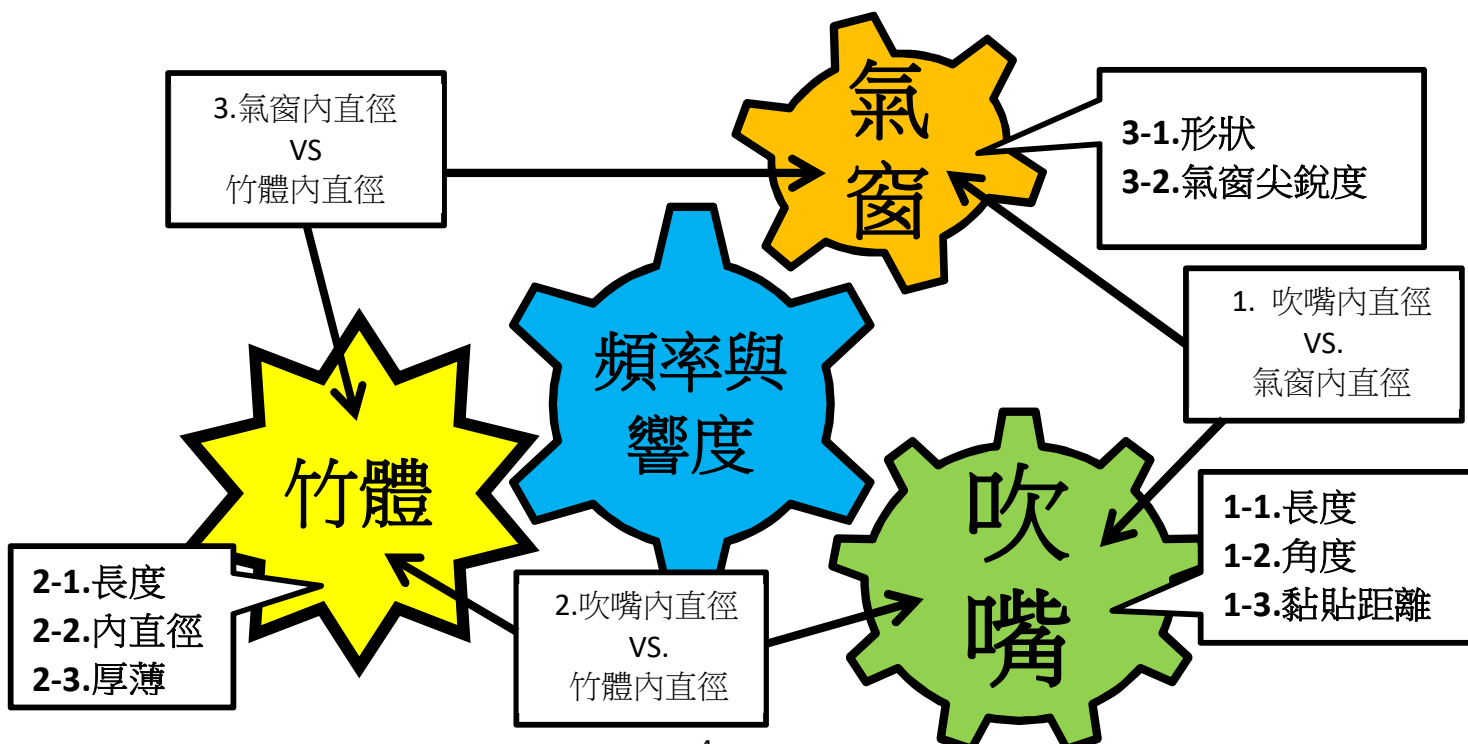 3.氣窗內直徑
VS
竹體內直徑
氣
窗
3-1.形狀
3-2.氣窗尖銳度
頻率與
響度
1. 吹嘴內直徑
VS.
氣窗內直徑
竹體
2-1.長度
2-2.內直徑
2-3.厚薄
2.吹嘴內直徑
VS.
竹體內直徑
吹
嘴
1-1.長度
1-2.角度
1-3.黏貼距離